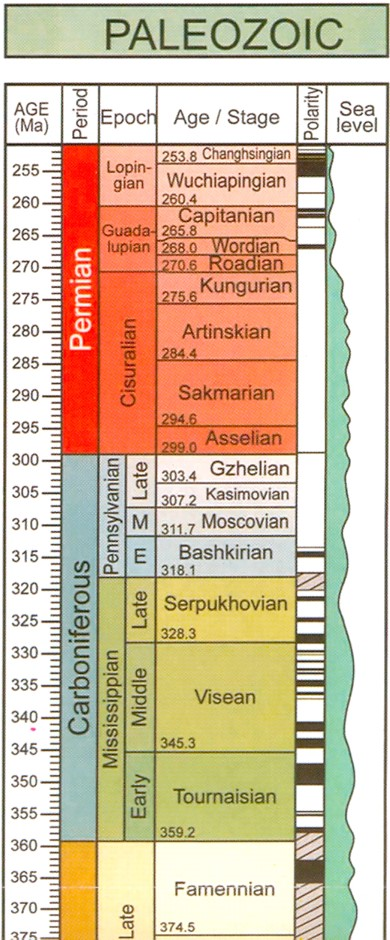 PALEOZOIC
AGE (Ma) Period Epoch Age / Stage Polarity Sea level
255
260
265
270
275
280
285
290
295
300
305
310
315
320
325
330
335
340
345
350
355
360
365
370
375
Permian
Carboniferous
Lopin-
gian
Guada-
lupian
Cisuralian
Pennsylvanian
Late
M
E
Mississippian
Late
Middle
Early
Late
253.8 Changhsingian
Wuchiapingian
260.4
Capitanian
265.8
268.0 Wordian
270.6 Roadian
Kungurian
275.6
Artinskian
284.4
Sakmarian
294.6
Asselian
299.0
Gzhelian
303.4
Kasimovian
307.2
Moscovian
311.7
Bashkirian
318.1
Serpukhovian
328.3
Visean
345.3
Tournaisian
359.2
Famennian
374.5